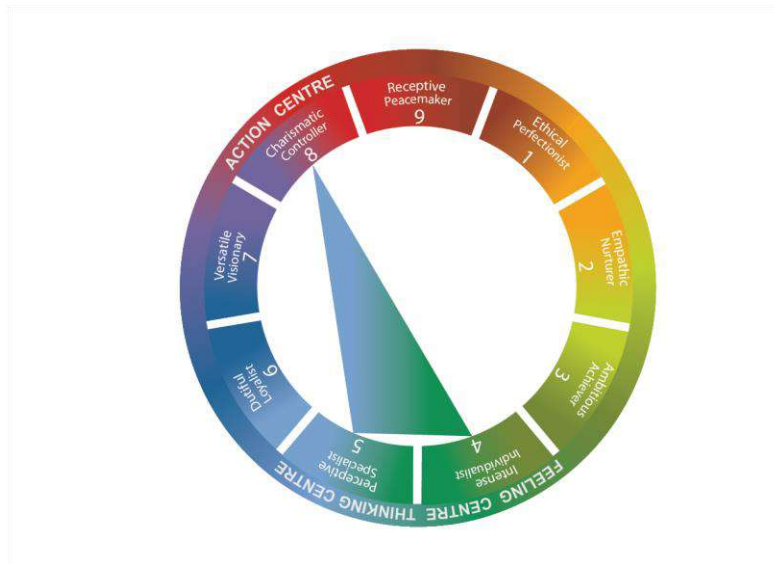 ACTION CENTRE
Receptive
Peacemaker
9
Ethical
Perfectionist
1
Empathic
Nurturer
2
Ambitious
Achiever
3
Intense
Individualist
4
FEELING CENTRE
Perceptive
Specialist
5
THINKING CENTRE
Dutiful
Loyalist
6
Versatile
Visionary
7
Charismatic
Controller
8